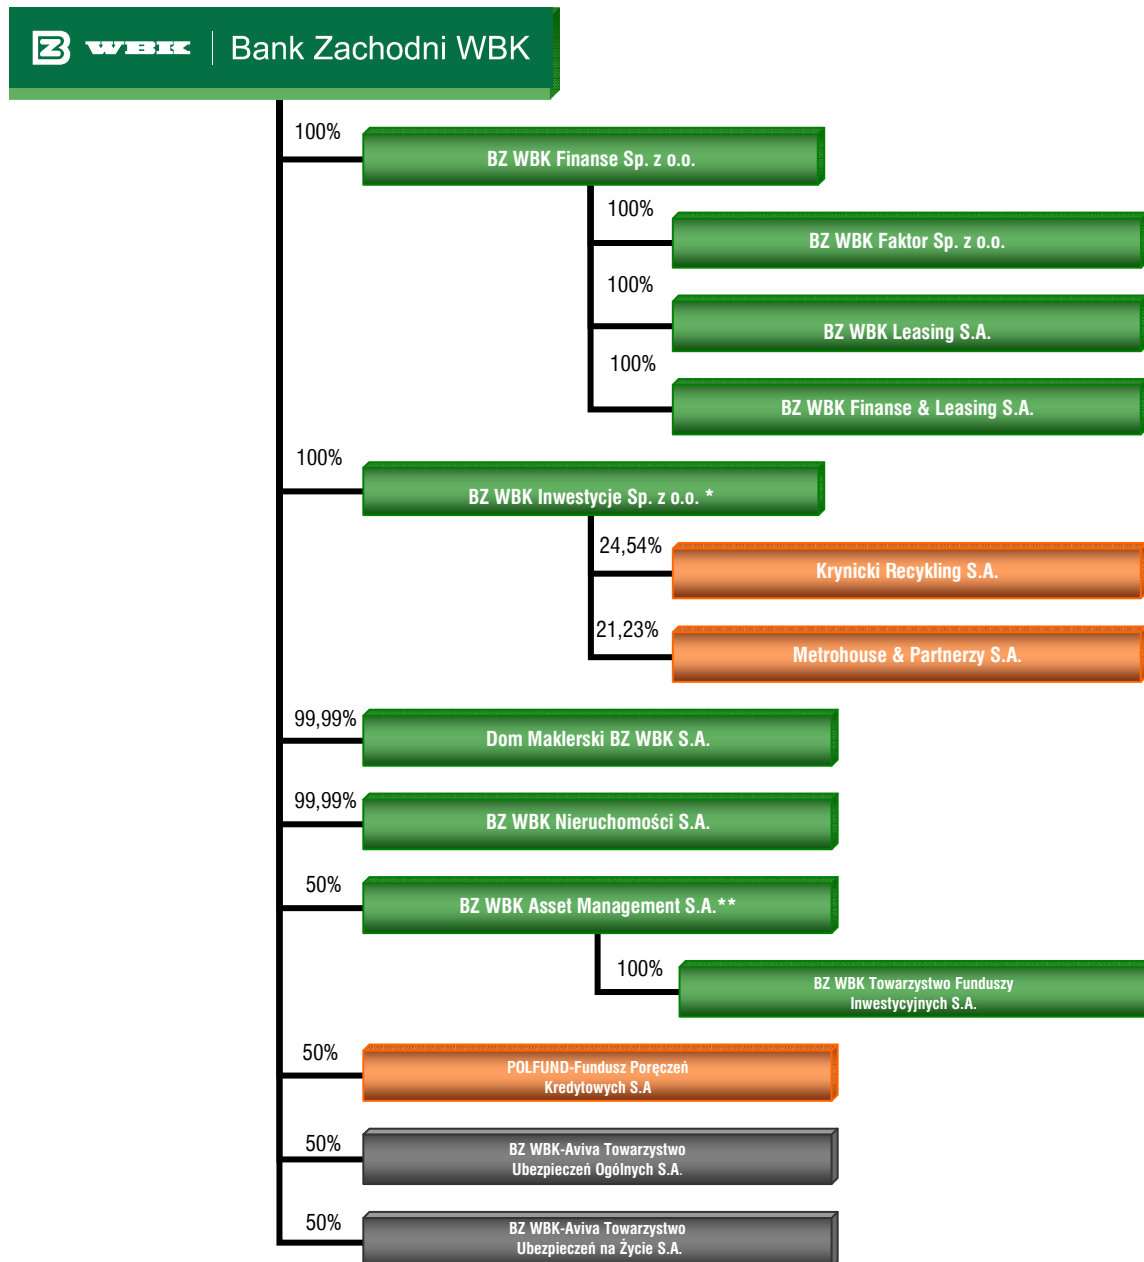 BZ WBK | Bank Zachodni WBK
100%
BZ WBK Finanse Sp. z o.o.
100%
BZ WBK Faktor Sp. z o.o.
100%
BZ WBK Leasing S.A.
100%
BZ WBK Finanse & Leasing S.A.
100%
BZ WBK Inwestycje Sp. z o.o. *
24,54%
Krynicki Recykling S.A.
21,23%
Metrohouse & Partnerzy S.A.
99,99%
Dom Maklerski BZ WBK S.A.
99,99%
BZ WBK Nieruchomości S.A.
50%
BZ WBK Asset Management S.A.**
100%
BZ WBK Towarzystwo Funduszy
Inwestycyjnych S.A.
50%
POLFUND-Fundusz Poręczeń
Kredytowych S.A
50%
BZ WBK-Aviva Towarzystwo
Ubezpieczeń Ogólnych S.A.
50%
BZ WBK-Aviva Towarzystwo
Ubezpieczeń na Życie S.A.